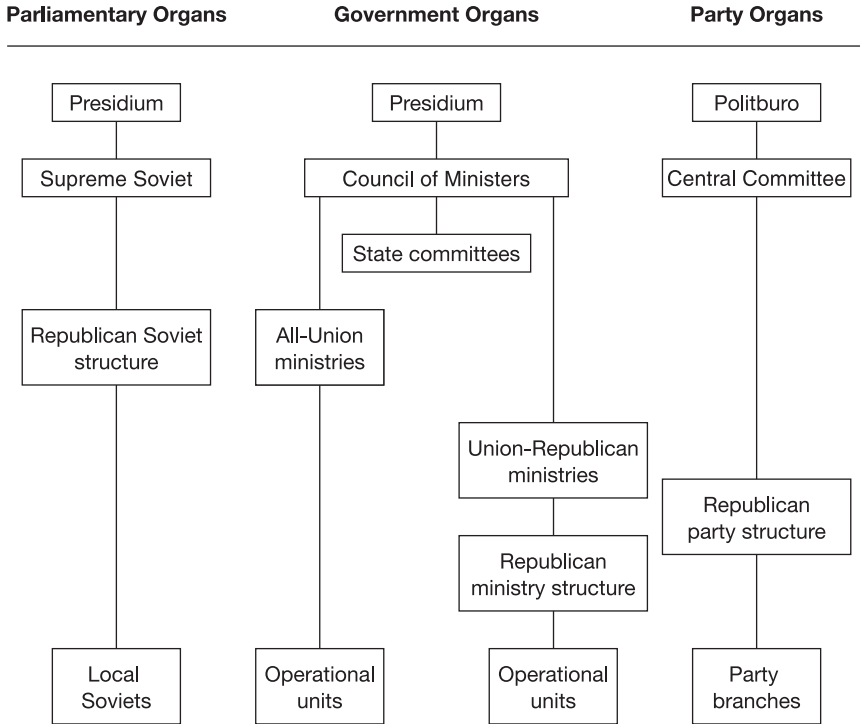 Parliamentary Organs
Government Organs
Party Organs
Presidium
Presidium
Politburo
Supreme Soviet
Council of Ministers
Central Committee
State committees
Republican Soviet
structure
All-Union
ministries
Union-Republican
ministries
Republican
party structure
Republican
ministry structure
Local
Soviets
Operational
units
Operational
units
Party
branches